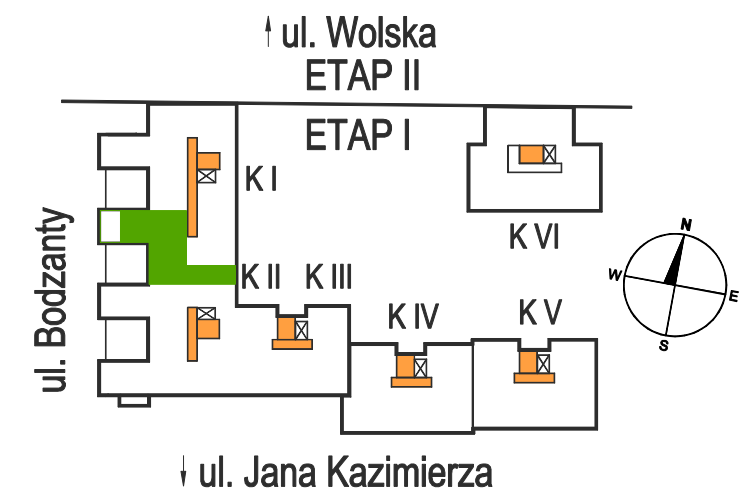 ul. Wolska
ETAP II
ETAP I
K I
K VI
ul. Bodzanty
K II
K III
K IV
K V
N
W
E
S
ul. Jana Kazimierza